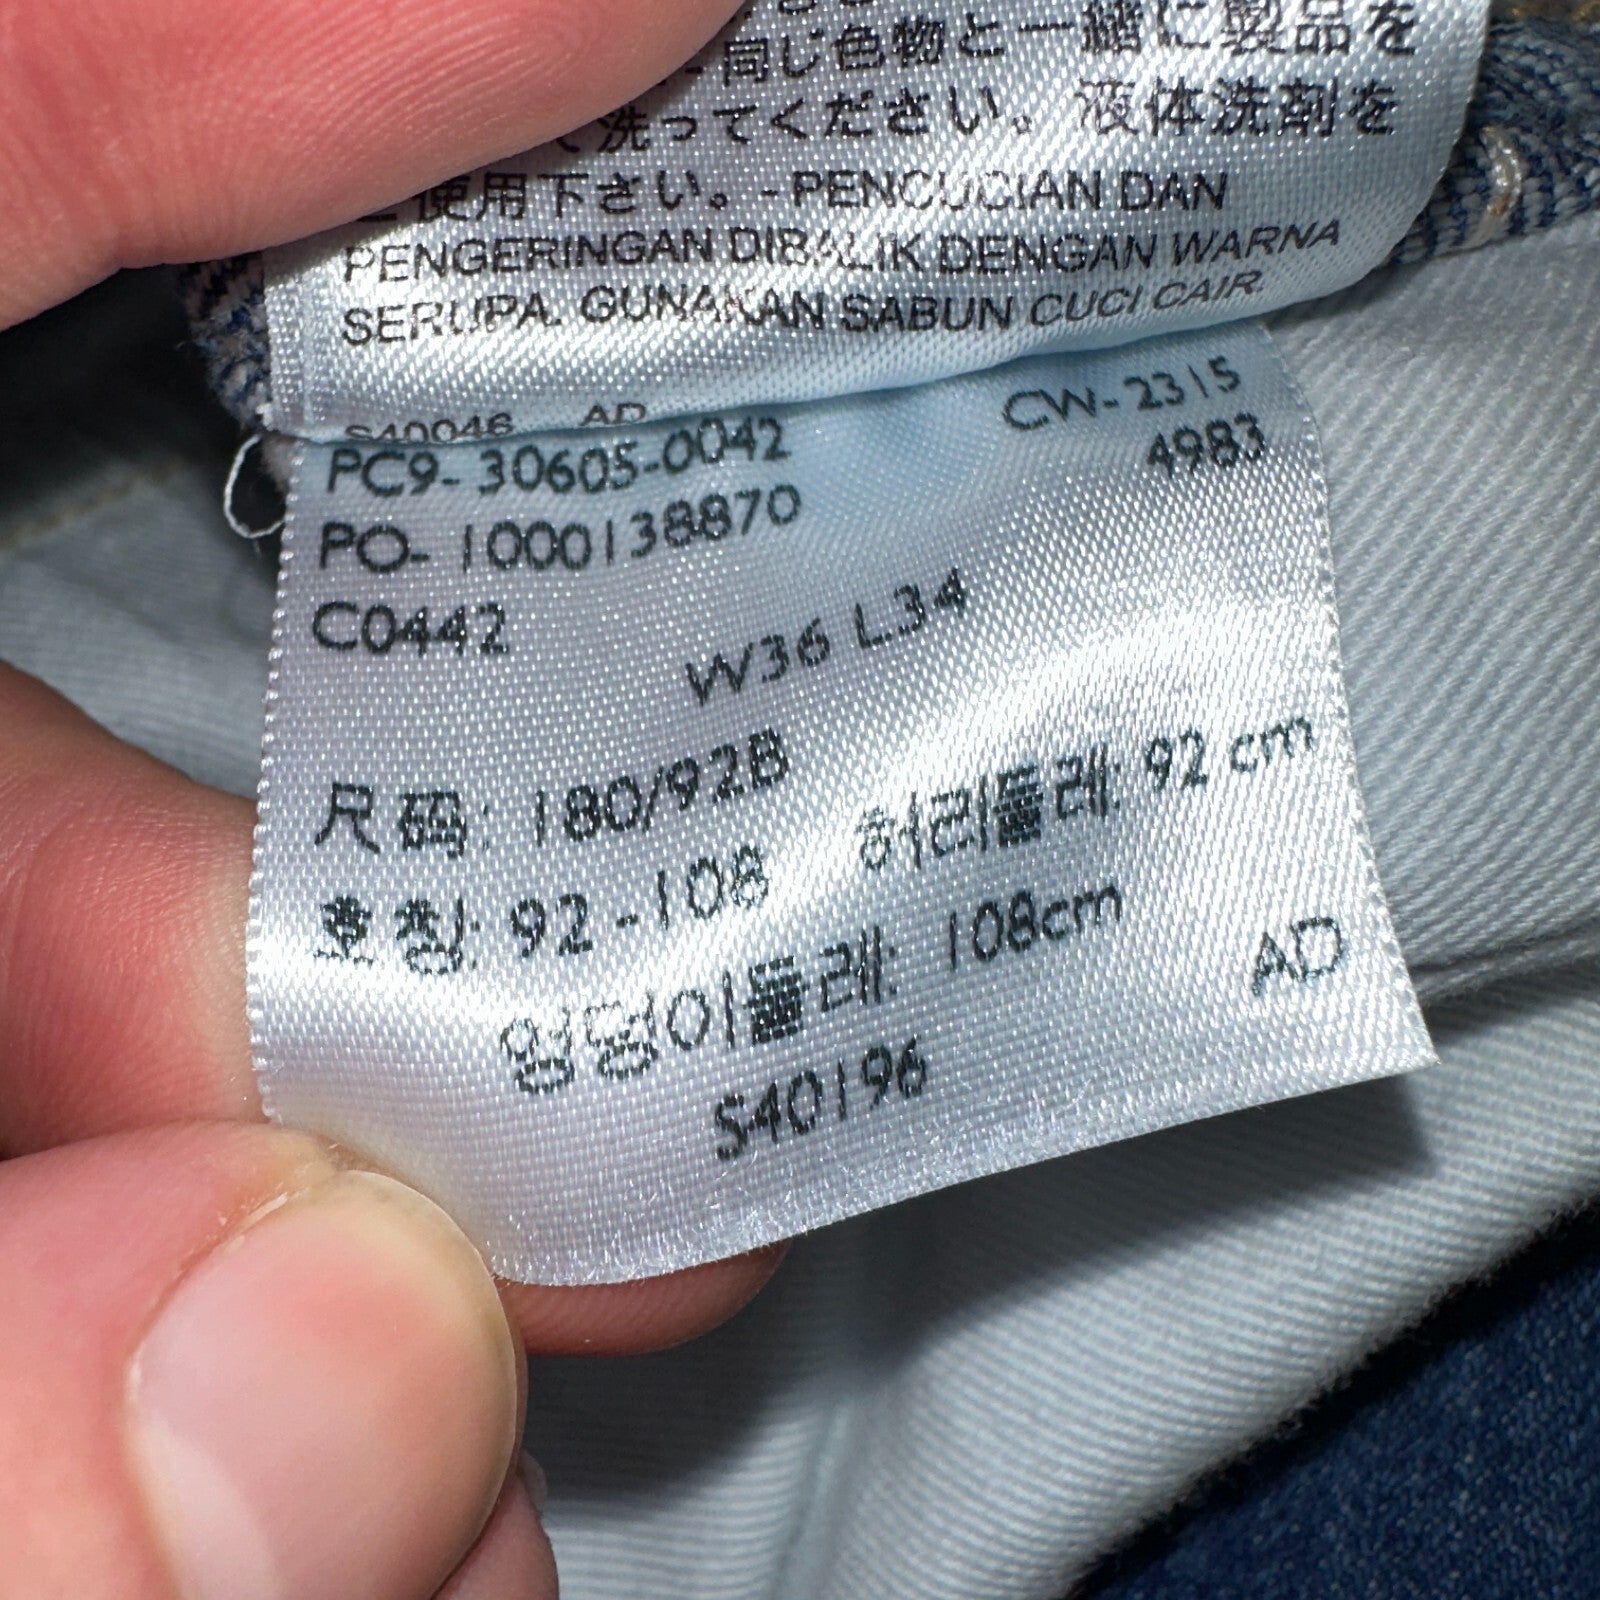 同じ色物と一緒に製品を
て洗ってください。液体洗剤を
ご使用下さい。- PENCUCIAN DAN
PENGERINGAN DIBALIK DENGAN WARNA
SERUPA. GUNAKAN SABUN CUCI CAIR.
S40046 AD
PC9- 30605-0042 CW- 2315
PO- 1000138870 4983
C0442
W36 L34
尺码: 180/92B
호칭: 92 -108 허리둘레: 92 cm
엉덩이둘레: 108cm
S40196 AD